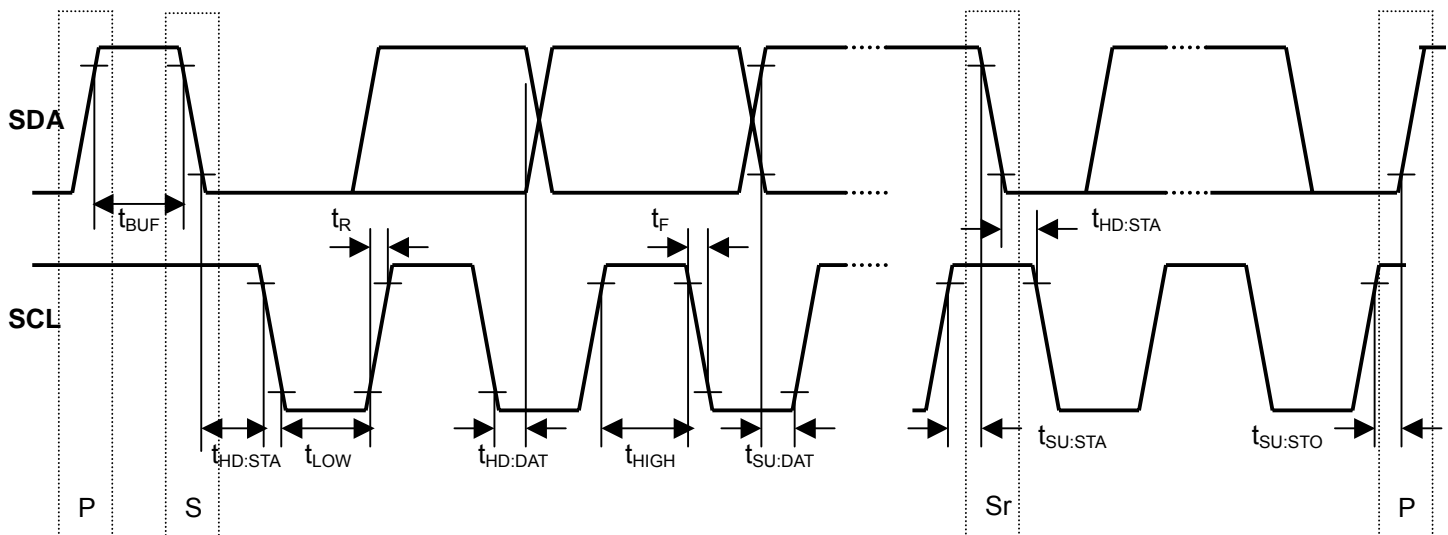 SDA
tBUF
tR
tF
tHD:STA
SCL
tHD:STA
tLOW
tHD:DAT
tHIGH
tSU:DAT
tSU:STA
tSU:STO
P
S
Sr
P